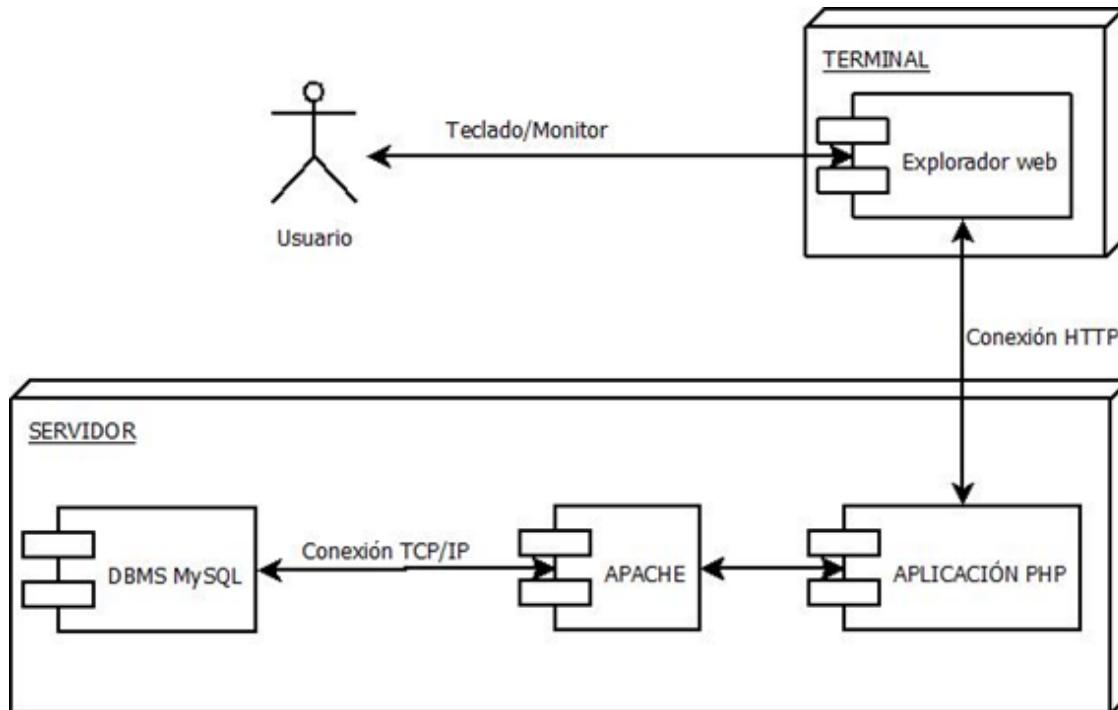 TERMINAL
Teclado/Monitor
Explorador web
Usuario
Conexión HTTP
SERVIDOR
DBMS MySQL
Conexión TCP/IP
APACHE
APLICACIÓN PHP